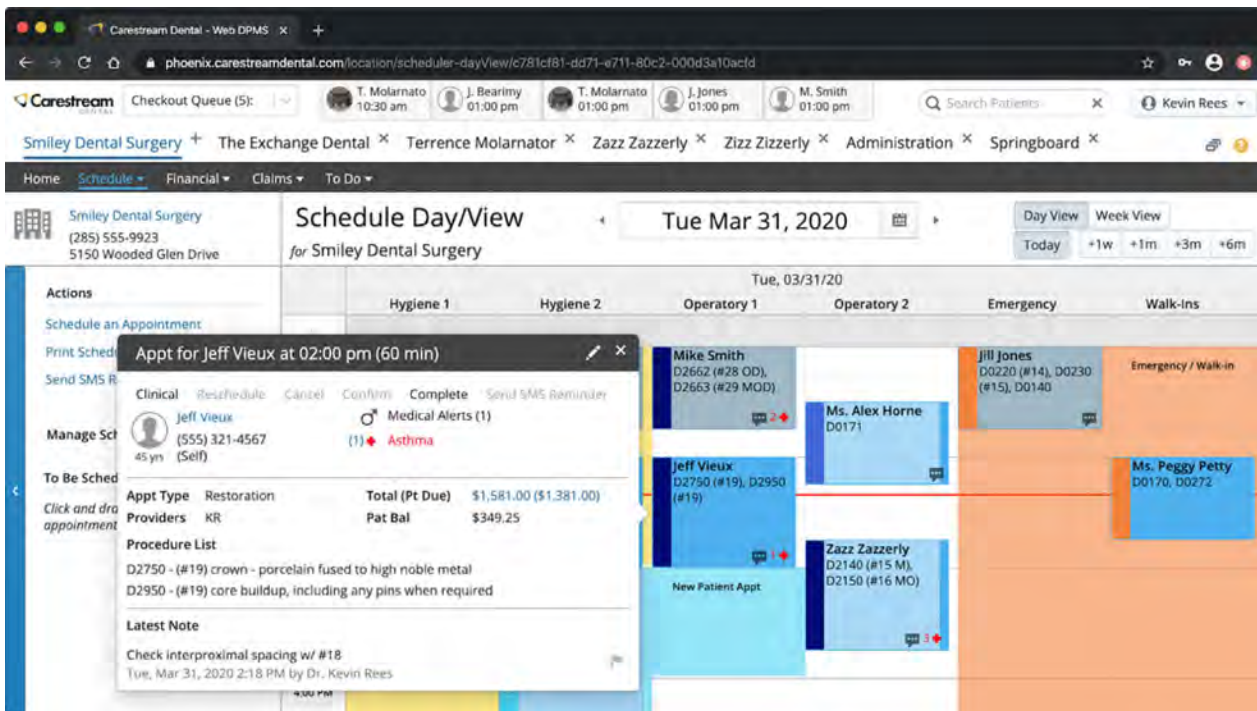 Carestream Dental - Web DPMS
phoenix.carestreamdental.com/location/scheduler-dayView/c781cf81-dd71-e711-80c2-000d3a10acfd
Carestream DENTAL
Checkout Queue (5):
T. Molarnato 10:30 am
J. Bearimy 01:00 pm
T. Molarnato 01:00 pm
J. Jones 01:00 pm
M. Smith 01:00 pm
Search Patients
Kevin Rees
Smiley Dental Surgery
The Exchange Dental
Terrence Molarnator
Zazz Zazzerly
Zizz Zizzerly
Administration
Springboard
Home
Schedule
Financial
Claims
To Do
Smiley Dental Surgery
(285) 555-9923
5150 Wooded Glen Drive
Schedule Day/View
for Smiley Dental Surgery
Tue Mar 31, 2020
Day View
Week View
Today
+1w
+1m
+3m
+6m
Actions
Schedule an Appointment
Print Sched
Send SMS R
Manage Sch
To Be Sched
Click and dra
appointment
Tue, 03/31/20
Hygiene 1
Hygiene 2
Operatory 1
Operatory 2
Emergency
Walk-Ins
Appt for Jeff Vieux at 02:00 pm (60 min)
Clinical
Reschedule
Cancel
Confirm
Complete
Send SMS Reminder
Jeff Vieux
(555) 321-4567
(Self)
45 yrs
Medical Alerts (1)
(1) Asthma
Appt Type Restoration
Total (Pt Due) $1,581.00 ($1,381.00)
Providers KR
Pat Bal $349.25
Procedure List
D2750 - (#19) crown - porcelain fused to high noble metal
D2950 - (#19) core buildup, including any pins when required
Latest Note
Check interproximal spacing w/ #18
Tue, Mar 31, 2020 2:18 PM by Dr. Kevin Rees
4:00 PM
Mike Smith
D2662 (#28 OD),
D2663 (#29 MOD)
2
Jeff Vieux
D2750 (#19), D2950
(#19)
1
New Patient Appt
Ms. Alex Horne
D0171
Zazz Zazzerly
D2140 (#15 M),
D2150 (#16 MO)
3
Jill Jones
D0220 (#14), D0230
(#15), D0140
Emergency / Walk-in
Ms. Peggy Petty
D0170, D0272